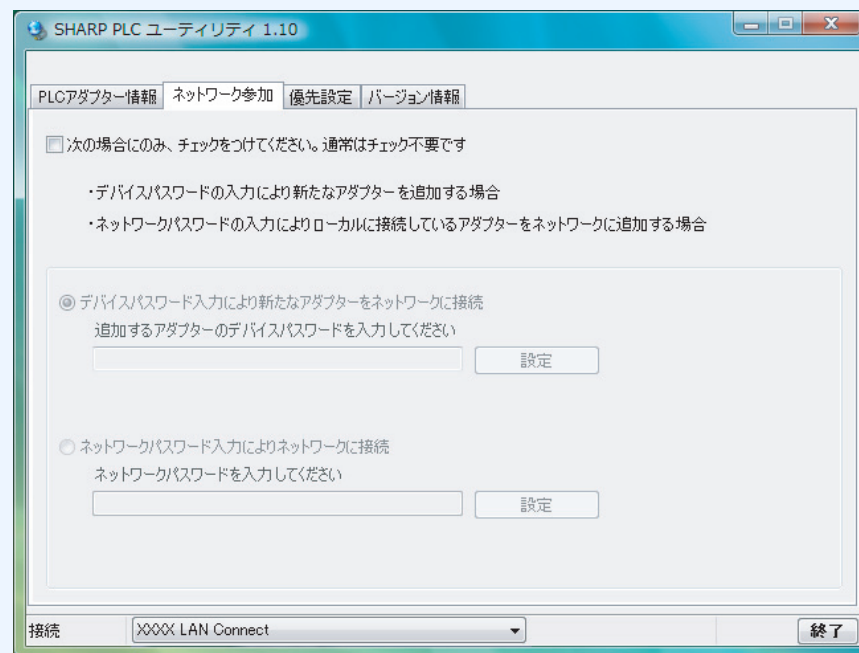 SHARP PLC ユーティリティ 1.10
PLCアダプター情報 ネットワーク参加 優先設定 バージョン情報
次の場合にのみ、チェックをつけてください。通常はチェック不要です
・デバイスパスワードの入力により新たなアダプターを追加する場合
・ネットワークパスワードの入力によりローカルに接続しているアダプターをネットワークに追加する場合
デバイスパスワード入力により新たなアダプターをネットワークに接続
追加するアダプターのデバイスパスワードを入力してください
設定
ネットワークパスワード入力によりネットワークに接続
ネットワークパスワードを入力してください
設定
接続 XXXX LAN Connect 終了